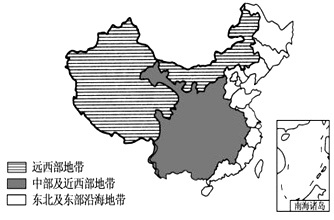 南海诸岛
远西部地带
中部及近西部地带
东北及东部沿海地带